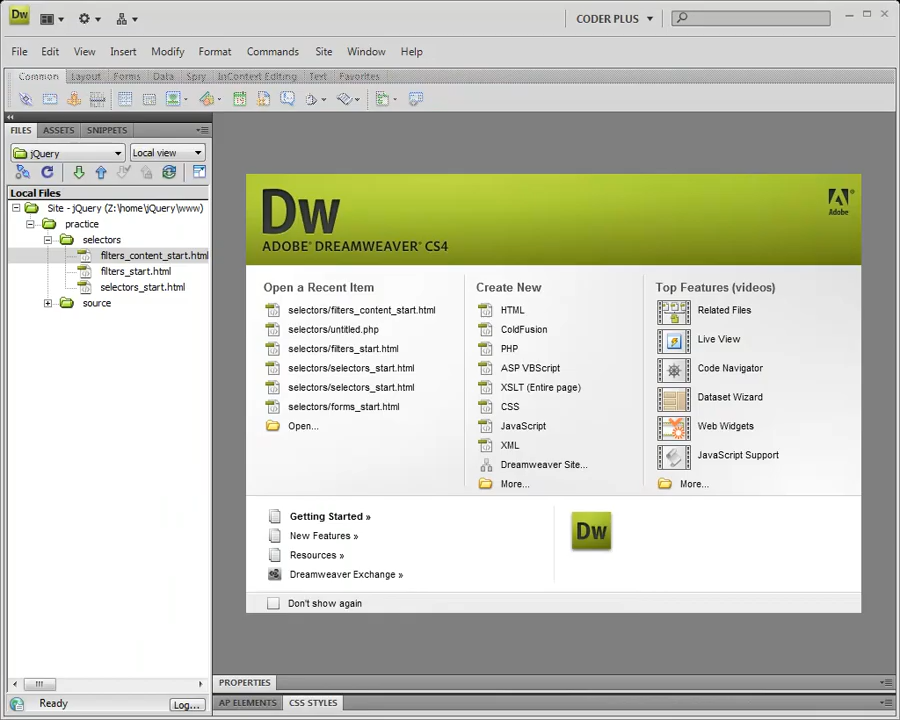 Dw
CODER PLUS
File Edit View Insert Modify Format Commands Site Window Help
Common Layout Forms Data Spry InContext Editing Text Favorites
FILES ASSETS SNIPPETS
jQuery Local view
Local Files
Site - jQuery (Z:\home\jQuery\www)
practice
selectors
filters_content_start.html
filters_start.html
selectors_start.html
source
Dw
ADOBE® DREAMWEAVER® CS4
Adobe
Open a Recent Item
selectors/filters_content_start.html
selectors/untitled.php
selectors/filters_start.html
selectors/selectors_start.html
selectors/selectors_start.html
selectors/forms_start.html
Open...
Create New
HTML
ColdFusion
PHP
ASP VBScript
XSLT (Entire page)
CSS
JavaScript
XML
Dreamweaver Site...
More...
Top Features (videos)
Related Files
Live View
Code Navigator
Dataset Wizard
Web Widgets
JavaScript Support
More...
Getting Started »
New Features »
Resources »
Dreamweaver Exchange »
Dw
Don't show again
PROPERTIES
AP ELEMENTS CSS STYLES
Ready Log...